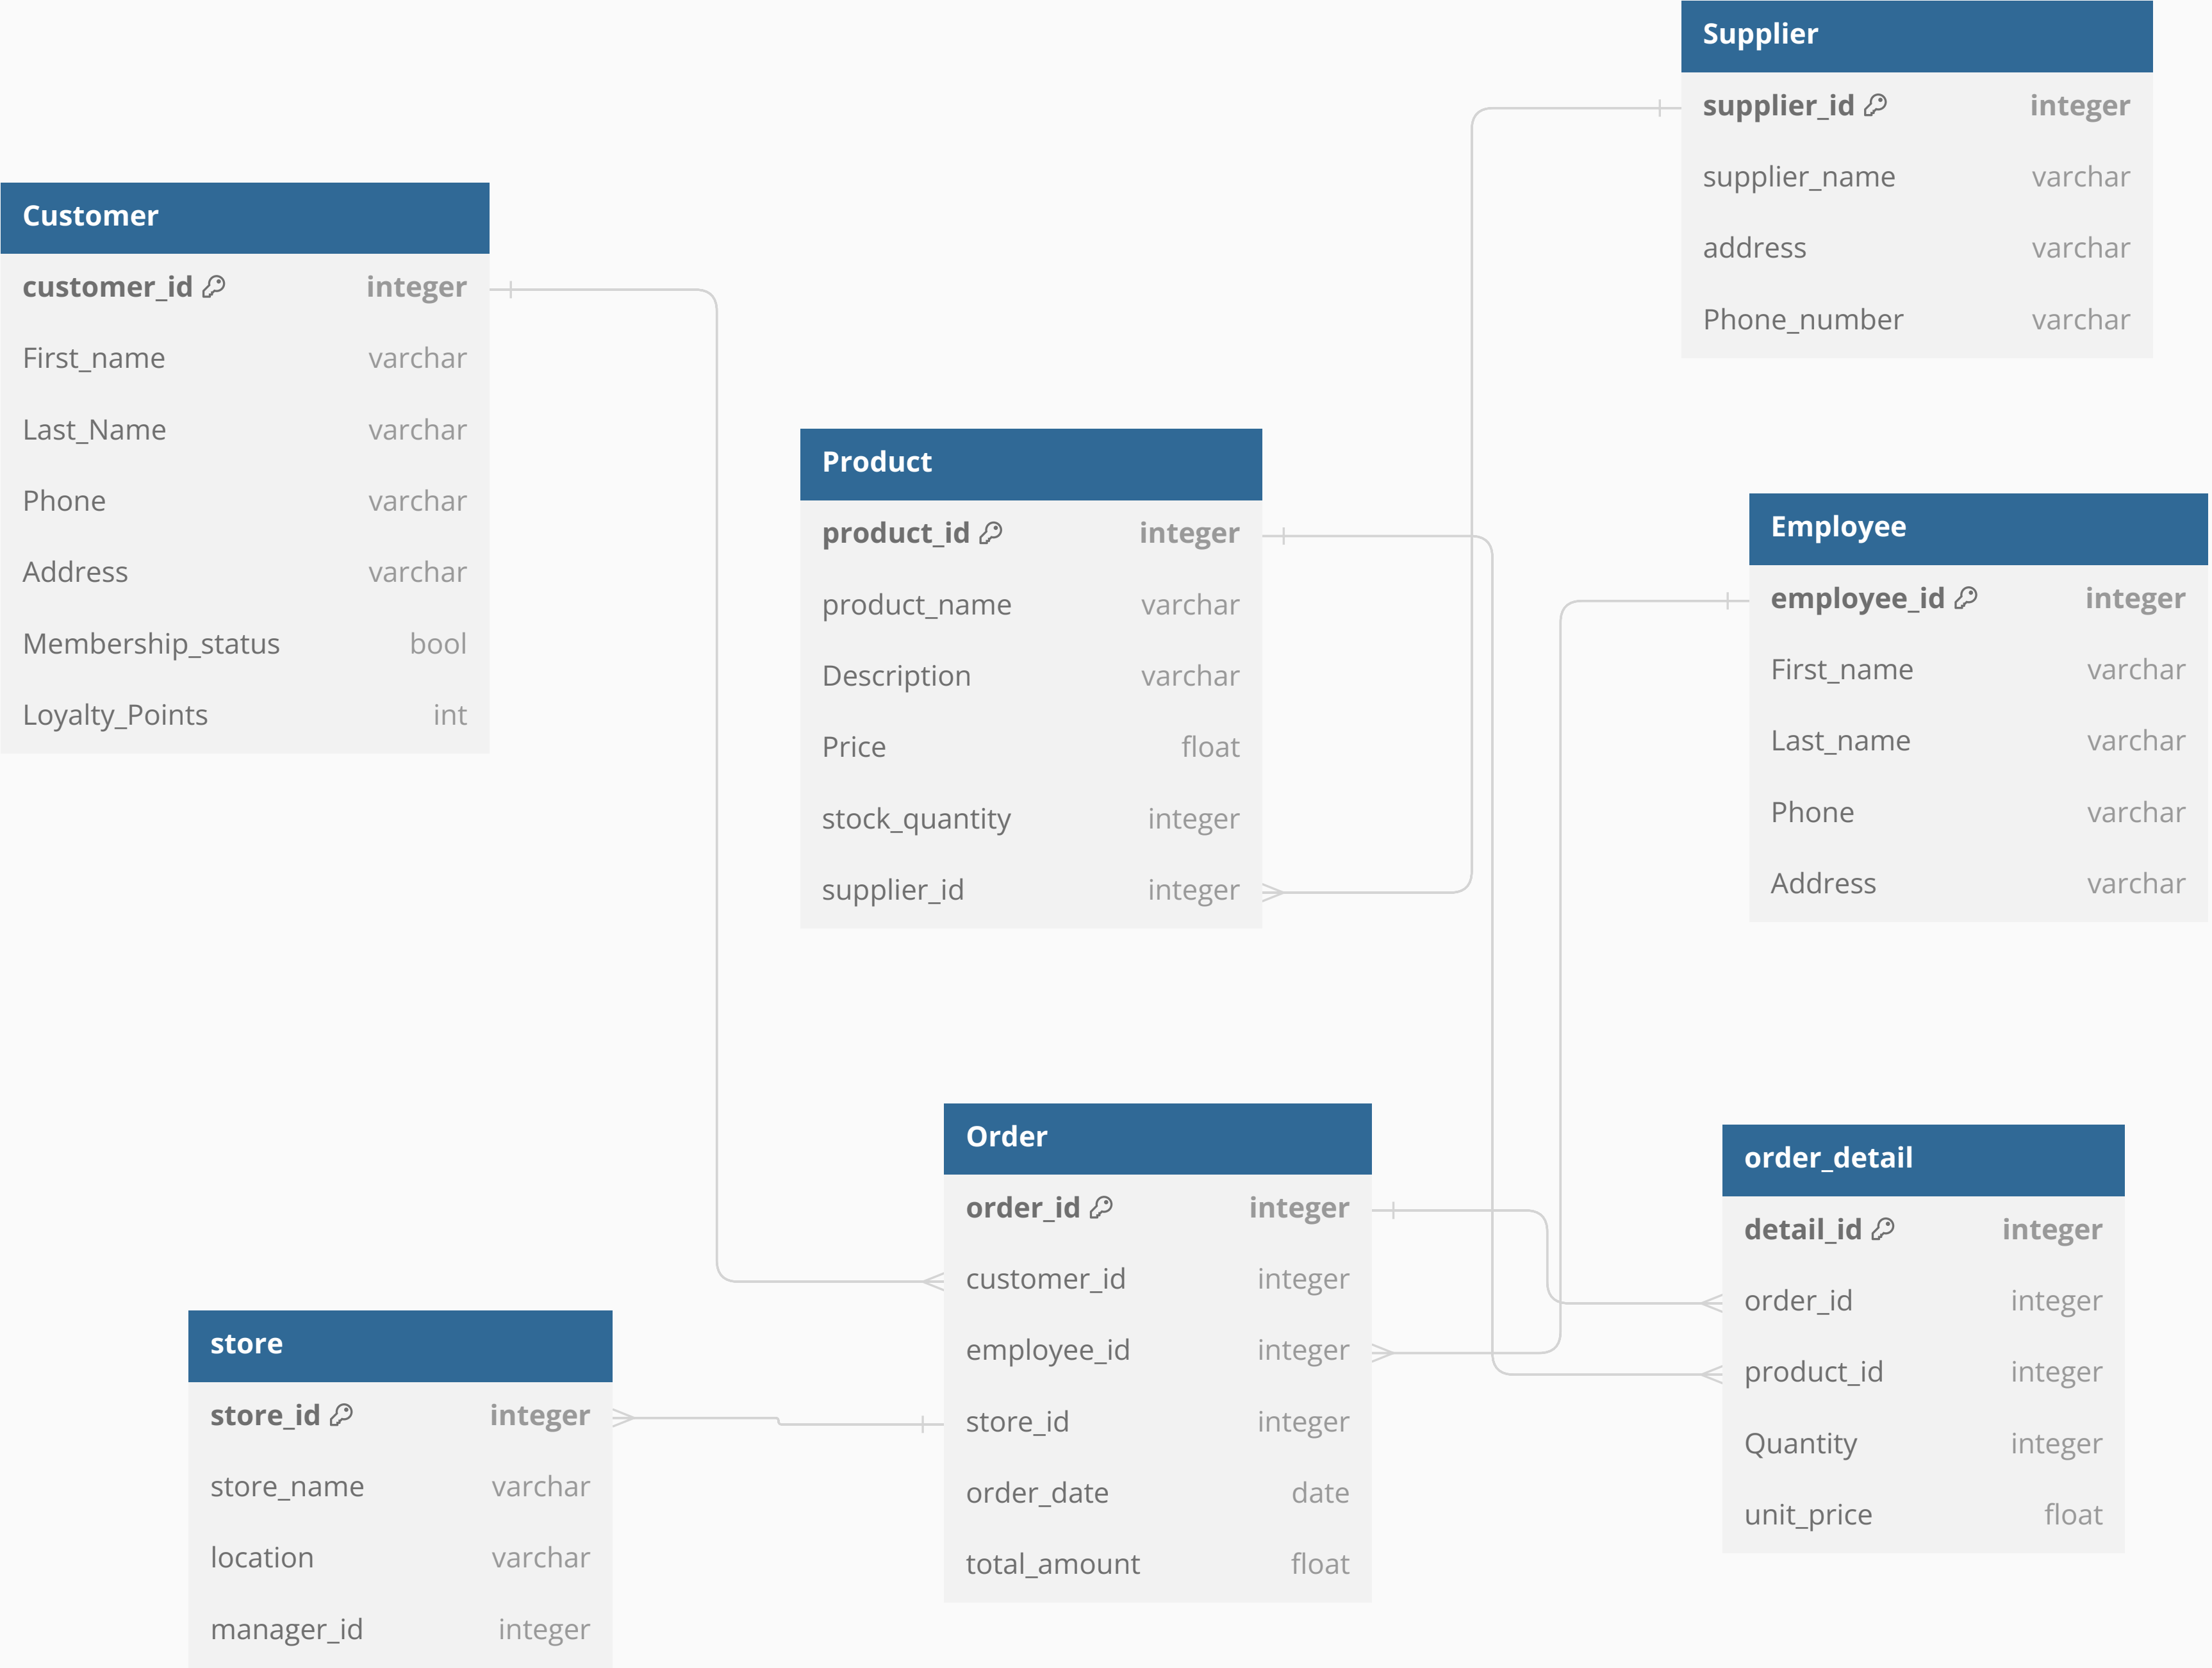 Supplier
supplier_id integer
supplier_name varchar
address varchar
Phone_number varchar
Customer
customer_id integer
First_name varchar
Last_Name varchar
Phone varchar
Address varchar
Membership_status bool
Loyalty_Points int
Product
product_id integer
product_name varchar
Description varchar
Price float
stock_quantity integer
supplier_id integer
Employee
employee_id integer
First_name varchar
Last_name varchar
Phone varchar
Address varchar
Order
order_id integer
customer_id integer
employee_id integer
store_id integer
order_date date
total_amount float
order_detail
detail_id integer
order_id integer
product_id integer
Quantity integer
unit_price float
store
store_id integer
store_name varchar
location varchar
manager_id integer